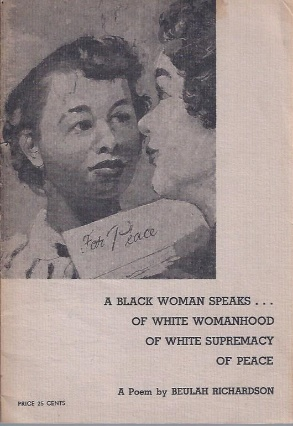 For Peace
A BLACK WOMAN SPEAKS . . .
OF WHITE WOMANHOOD
OF WHITE SUPREMACY
OF PEACE
A Poem by BEULAH RICHARDSON
PRICE 25 CENTS